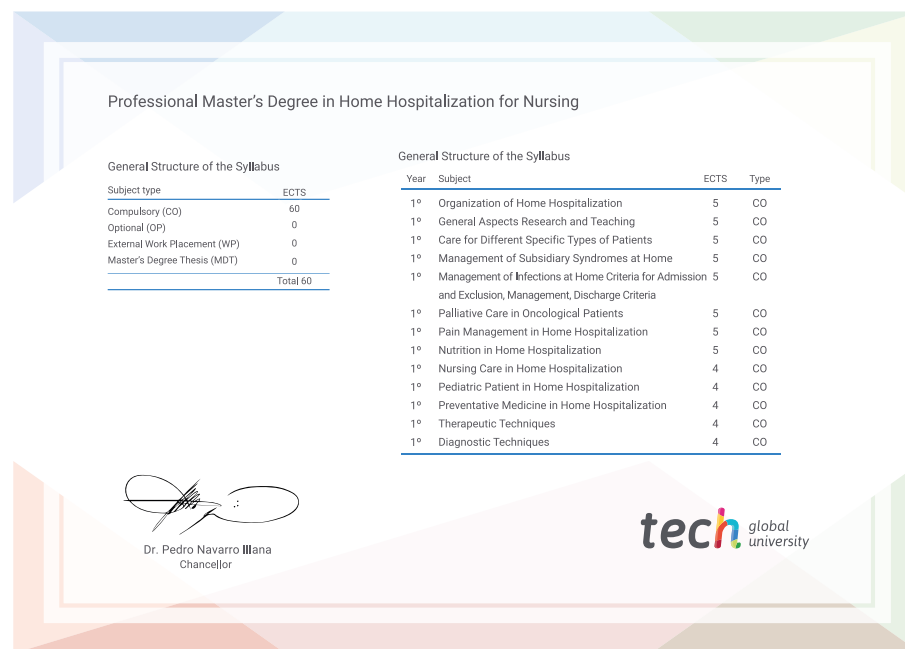 Professional Master's Degree in Home Hospitalization for Nursing
General Structure of the Syllabus
Subject type ECTS
Compulsory (CO) 60
Optional (OP) 0
External Work Placement (WP) 0
Master's Degree Thesis (MDT) 0
Total 60
General Structure of the Syllabus
Year Subject ECTS Type
1º Organization of Home Hospitalization 5 CO
1º General Aspects Research and Teaching 5 CO
1º Care for Different Specific Types of Patients 5 CO
1º Management of Subsidiary Syndromes at Home 5 CO
1º Management of Infections at Home Criteria for Admission 5 CO
and Exclusion, Management, Discharge Criteria
1º Palliative Care in Oncological Patients 5 CO
1º Pain Management in Home Hospitalization 5 CO
1º Nutrition in Home Hospitalization 5 CO
1º Nursing Care in Home Hospitalization 4 CO
1º Pediatric Patient in Home Hospitalization 4 CO
1º Preventative Medicine in Home Hospitalization 4 CO
1º Therapeutic Techniques 4 CO
1º Diagnostic Techniques 4 CO
Dr. Pedro Navarro Illana
Chancellor
tech global
university